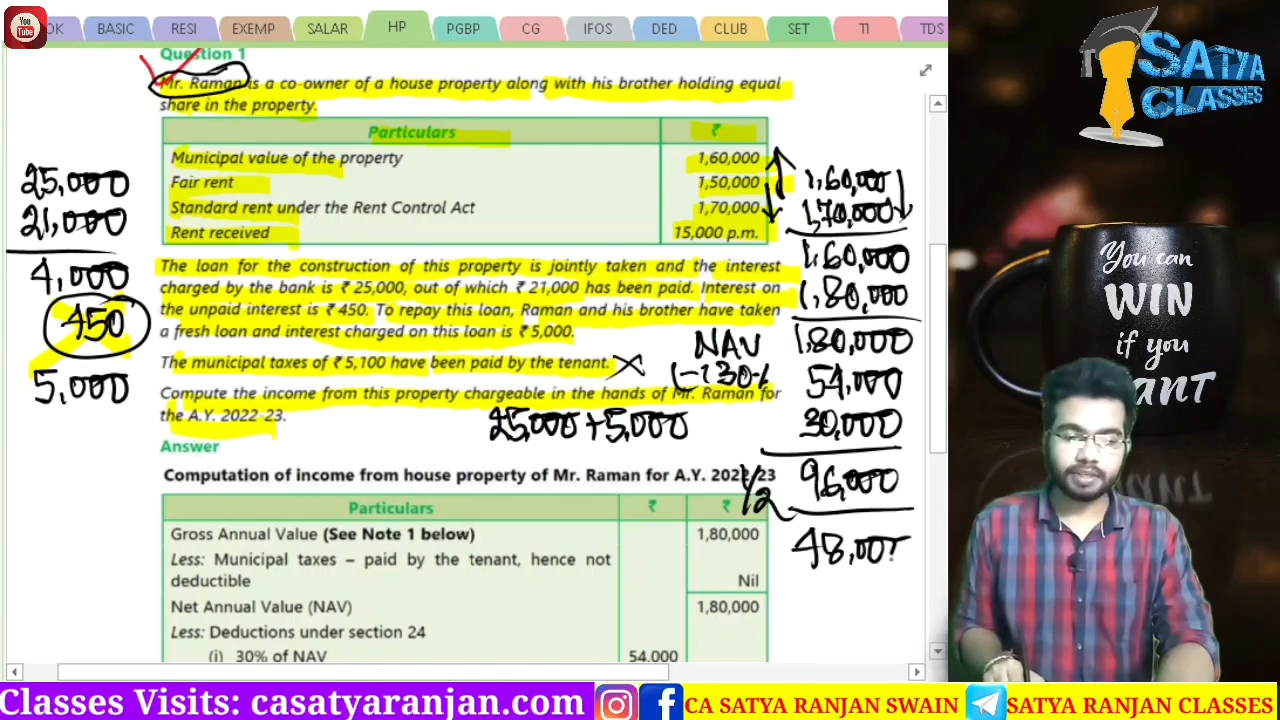 You Tube
OK BASIC RESI EXEMP SALAR HP PGBP CG IFOS DED CLUB SET TI TDS
Question 1
Mr. Raman is a co-owner of a house property along with his brother holding equal
share in the property.
Particulars ₹
Municipal value of the property 1,60,000
Fair rent 1,50,000
Standard rent under the Rent Control Act 1,70,000
Rent received 15,000 p.m.
The loan for the construction of this property is jointly taken and the interest
charged by the bank is ₹ 25,000, out of which ₹ 21,000 has been paid. Interest on
the unpaid interest is ₹ 450. To repay this loan, Raman and his brother have taken
a fresh loan and interest charged on this loan is ₹ 5,000.
The municipal taxes of ₹ 5,100 have been paid by the tenant.
Compute the income from this property chargeable in the hands of Mr. Raman for
the A.Y. 2022-23.
Answer
Computation of income from house property of Mr. Raman for A.Y. 2022-23
Particulars ₹ ₹
Gross Annual Value (See Note 1 below) 1,80,000
Less: Municipal taxes – paid by the tenant, hence not
deductible Nil
Net Annual Value (NAV) 1,80,000
Less: Deductions under section 24
(i) 30% of NAV 54,000
25,000
21,000
4,000
450
5,000
25,000 + 5,000
1,60,000
1,70,000
1,60,000
1,80,000
NAV 1,80,000
(-) 30% 54,000
30,000
96,000
1/2
48,000
SATYA
CLASSES
You can
WIN
if you
Classes Visits: casatyaranjan.com CA SATYA RANJAN SWAIN SATYA RANJAN CLASSES